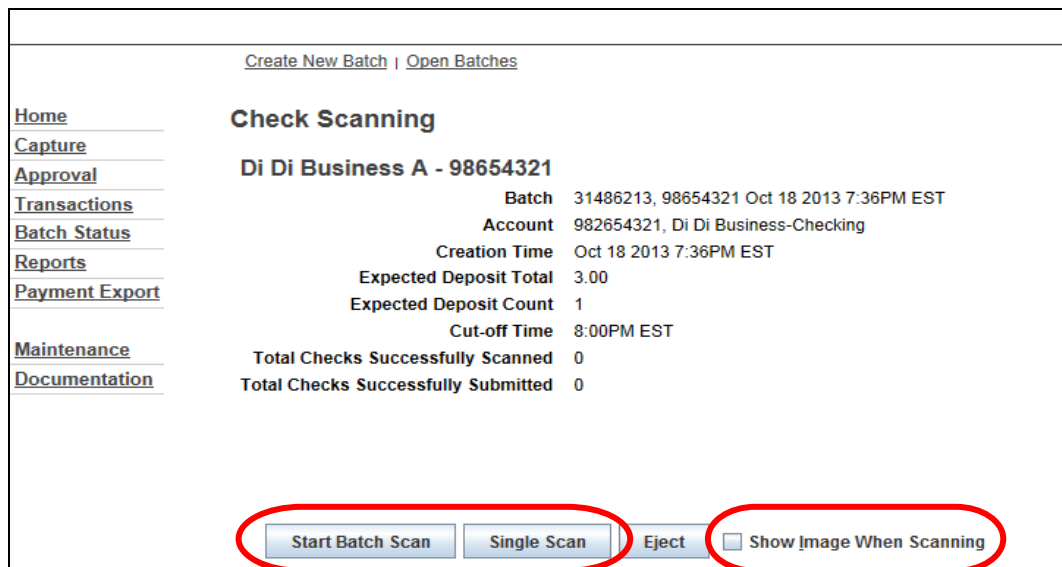 Create New Batch | Open Batches
Home
Capture
Approval
Transactions
Batch Status
Reports
Payment Export
Maintenance
Documentation
Check Scanning
Di Di Business A - 98654321
Batch 31486213, 98654321 Oct 18 2013 7:36PM EST
Account 982654321, Di Di Business-Checking
Creation Time Oct 18 2013 7:36PM EST
Expected Deposit Total 3.00
Expected Deposit Count 1
Cut-off Time 8:00PM EST
Total Checks Successfully Scanned 0
Total Checks Successfully Submitted 0
Start Batch Scan Single Scan Eject Show Image When Scanning